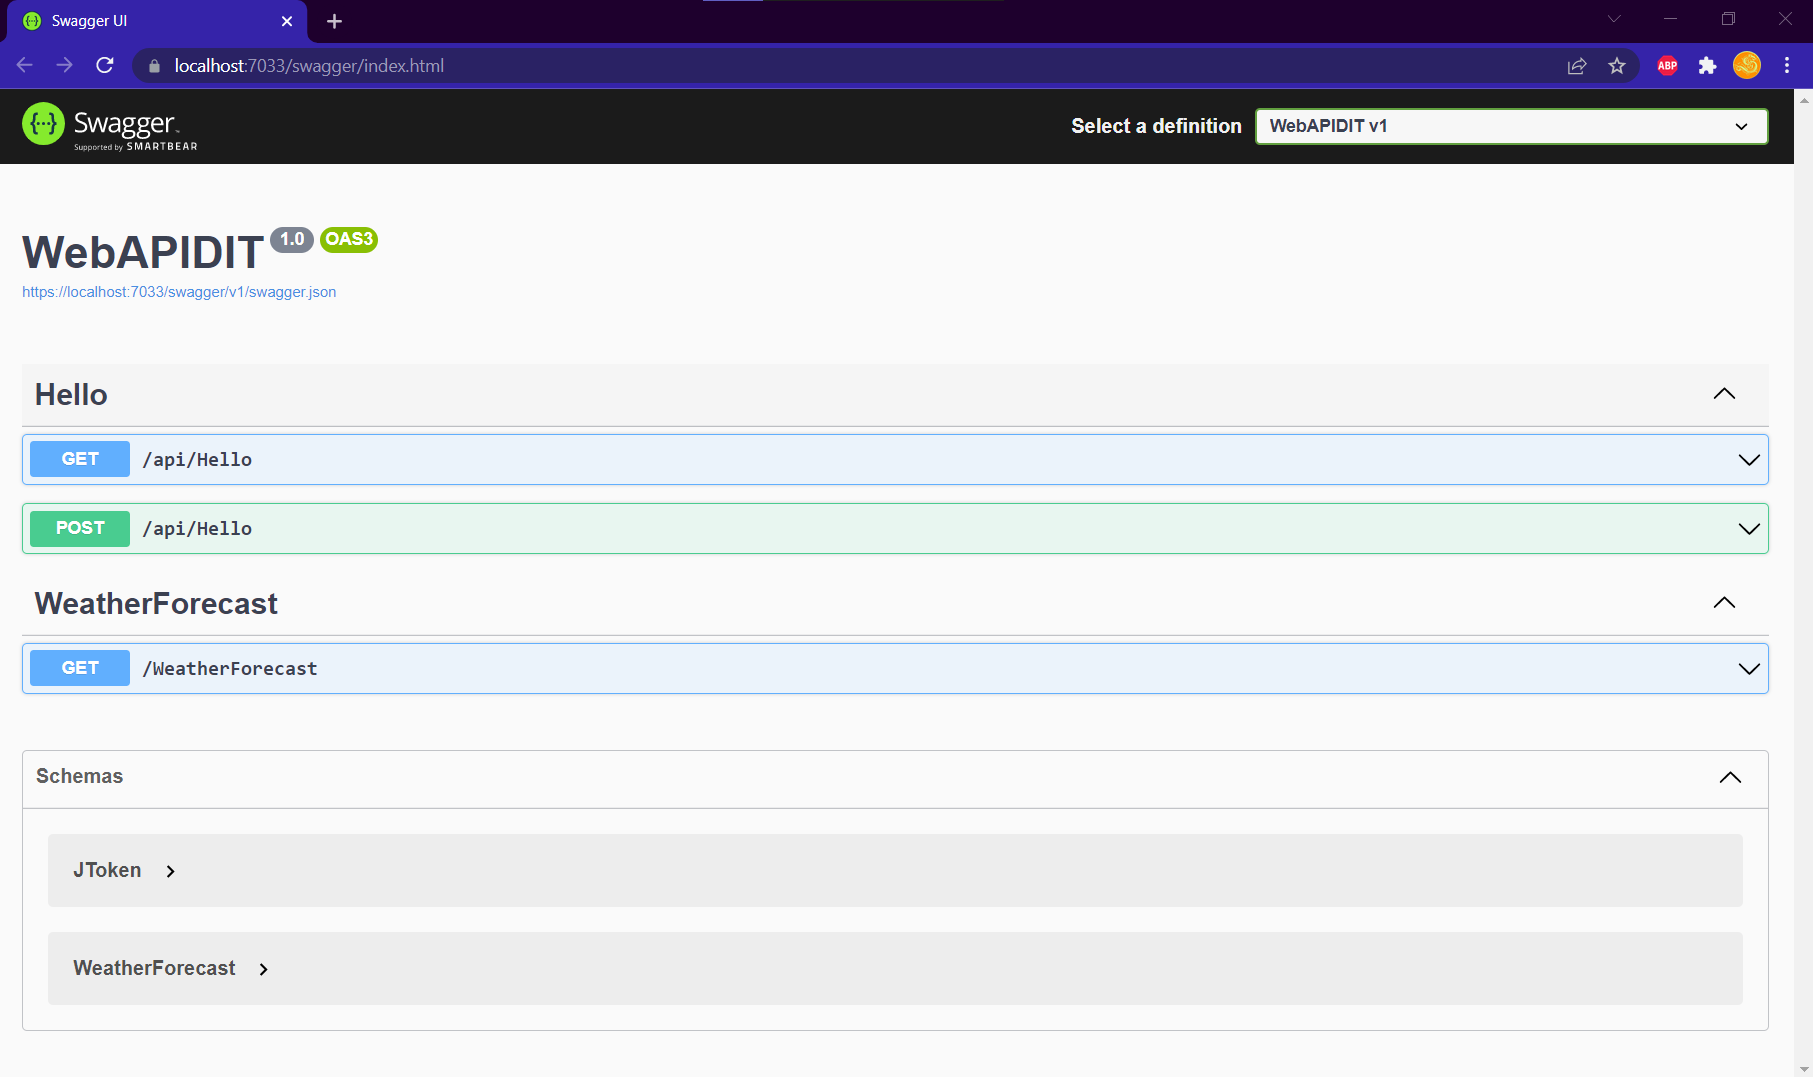 Swagger UI
localhost:7033/swagger/index.html
ABP
{···} Swagger™
Supported by SMARTBEAR
Select a definition
WebAPIDIT v1
WebAPIDIT 1.0 OAS3
https://localhost:7033/swagger/v1/swagger.json
Hello
GET /api/Hello
POST /api/Hello
WeatherForecast
GET /WeatherForecast
Schemas
JToken
WeatherForecast